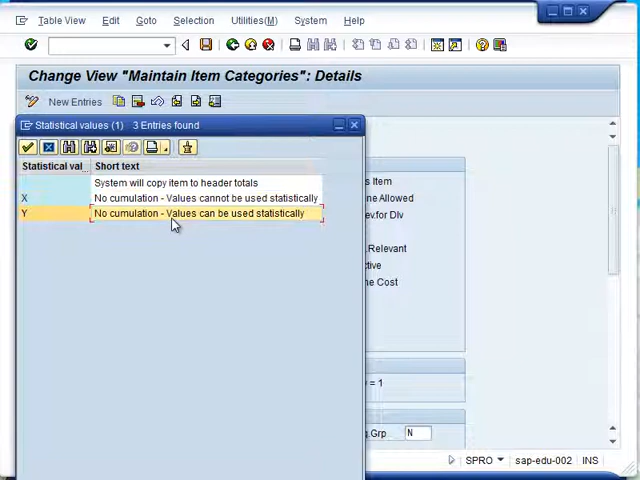 Table View Edit Goto Selection Utilities(M) System Help
Change View "Maintain Item Categories": Details
New Entries
Statistical values (1) 3 Entries found
Statistical val... Short text
System will copy item to header totals
X No cumulation - Values cannot be used statistically
Y No cumulation - Values can be used statistically
s Item
ne Allowed
ev.for Div
.Relevant
ctive
he Cost
= 1
Grp N
SPRO sap-edu-002 INS